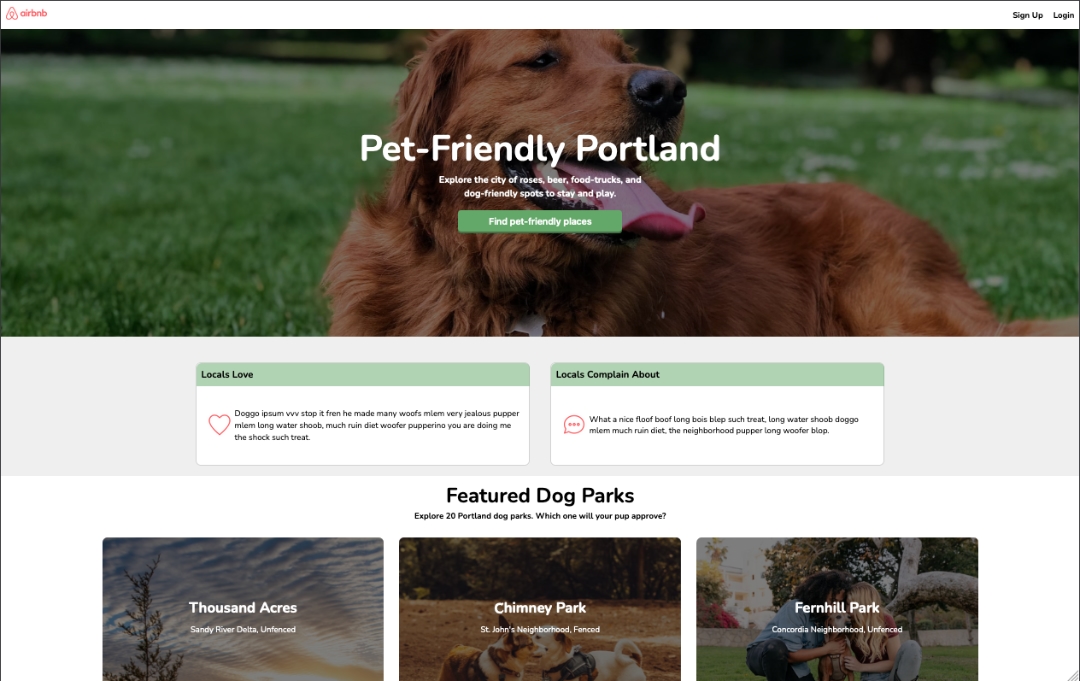 airbnb
Sign Up
Login
Pet-Friendly Portland
Explore the city of roses, beer, food-trucks, and
dog-friendly spots to stay and play.
Find pet-friendly places
Locals Love
Doggo ipsum vvv stop it fren he made many woofs mlem very jealous pupper
mlem long water shoob, much ruin diet woofer pupperino you are doing me
the shock such treat.
Locals Complain About
What a nice floof boof long bois blep such treat, long water shoob doggo
mlem much ruin diet, the neighborhood pupper long woofer blop.
Featured Dog Parks
Explore 20 Portland dog parks. Which one will your pup approve?
Thousand Acres
Sandy River Delta, Unfenced
Chimney Park
St. John's Neighborhood, Fenced
Fernhill Park
Concordia Neighborhood, Unfenced